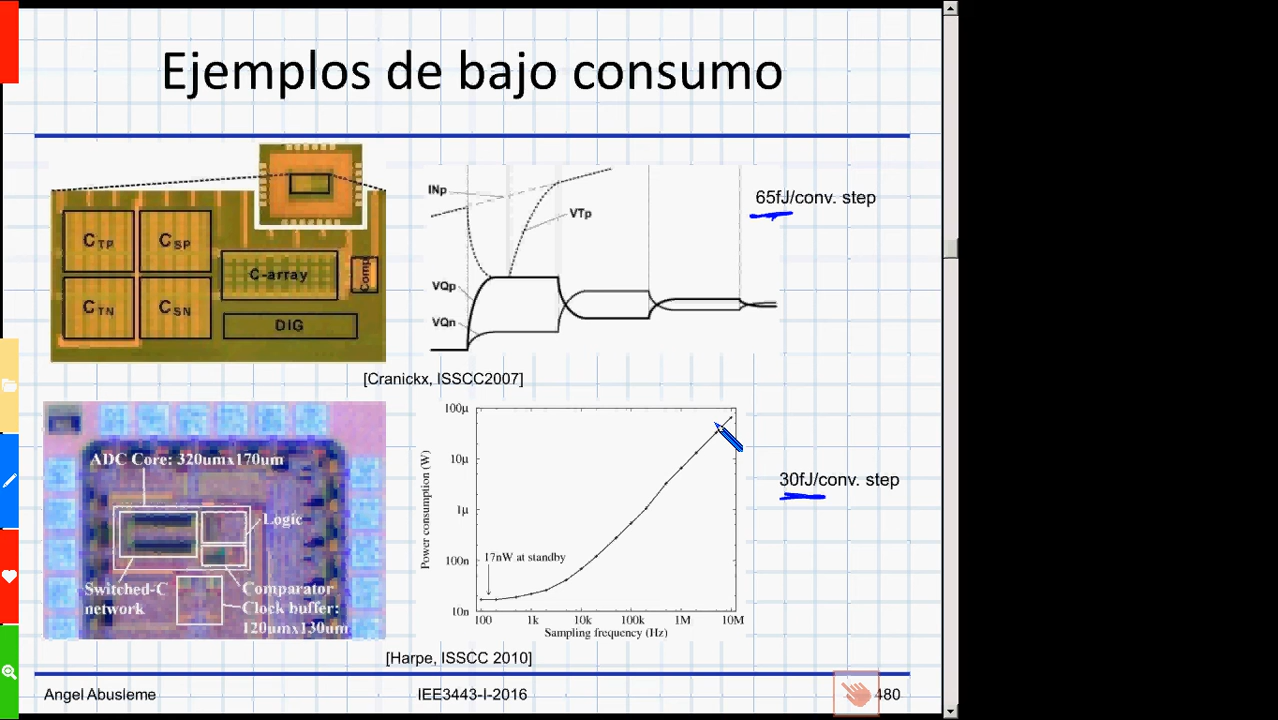 Ejemplos de bajo consumo
CTP
CSP
C-array
Comp
CTN
CSN
DIG
INp
VTp
VQp
VQn
65fJ/conv. step
[Cranickx, ISSCC2007]
ADC Core: 320umx170um
Logic
Switched-C
network
Comparator
Clock buffer:
120umx130um
Power consumption (W)
100µ
10µ
1µ
100n
10n
17nW at standby
100 1k 10k 100k 1M 10M
Sampling frequency (Hz)
30fJ/conv. step
[Harpe, ISSCC 2010]
Angel Abusleme IEE3443-I-2016 480